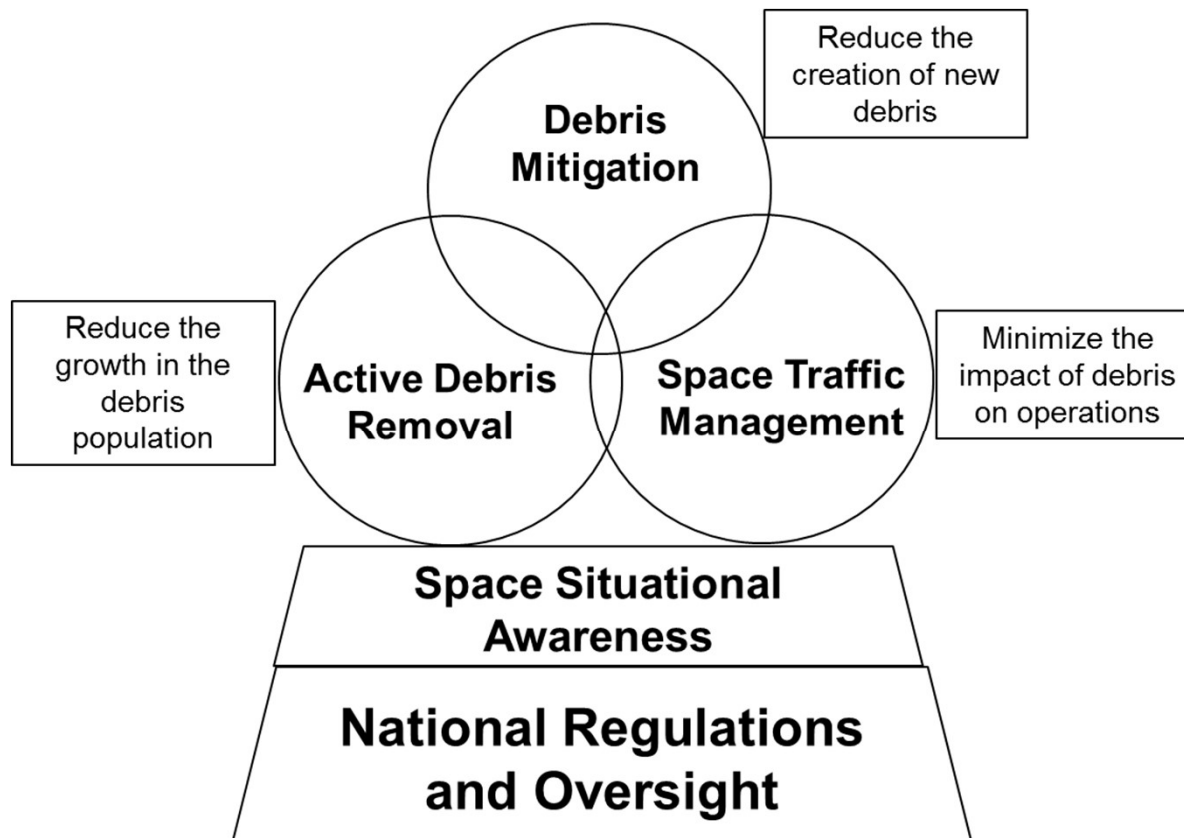 Reduce the
creation of new
debris
Debris
Mitigation
Reduce the
growth in the
debris
population
Active Debris
Removal
Space Traffic
Management
Minimize the
impact of debris
on operations
Space Situational
Awareness
National Regulations
and Oversight